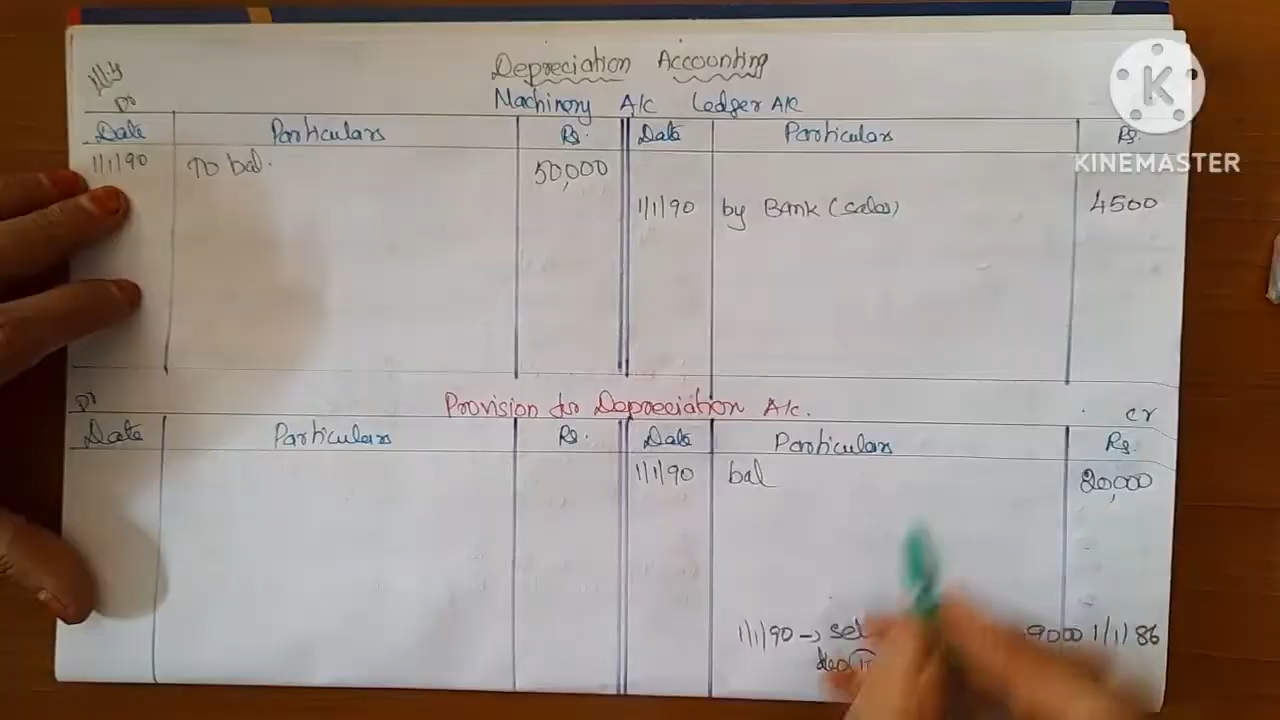 Depreciation Accounting
Machinery A/c Ledger A/c
Dr
Date Particulars Rs. Date Particulars Rs.
1/1/90 To bal. 50,000
1/1/90 by Bank (sales) 4500
K
KINEMASTER
Dr Provision for Depreciation A/c. Cr
Date Particulars Rs. Date Particulars Rs.
1/1/90 bal 20,000
1/1/90 → sel 9000 1/1/86